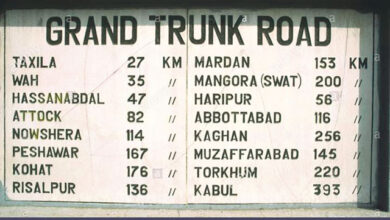 GRAND TRUNK ROAD
TAXILA 27 KM
WAH 35 "
HASSANABDAL 47 "
ATTOCK 82 "
NOWSHERA 114 "
PESHAWAR 167 "
KOHAT 176 "
RISALPUR 136 "
MARDAN 153 KM
MANGORA (SWAT) 200 "
HARIPUR 56 "
ABBOTTABAD 116 "
KAGHAN 256 "
MUZAFFARABAD 145 "
TORKHUM 220 "
KABUL 393 "